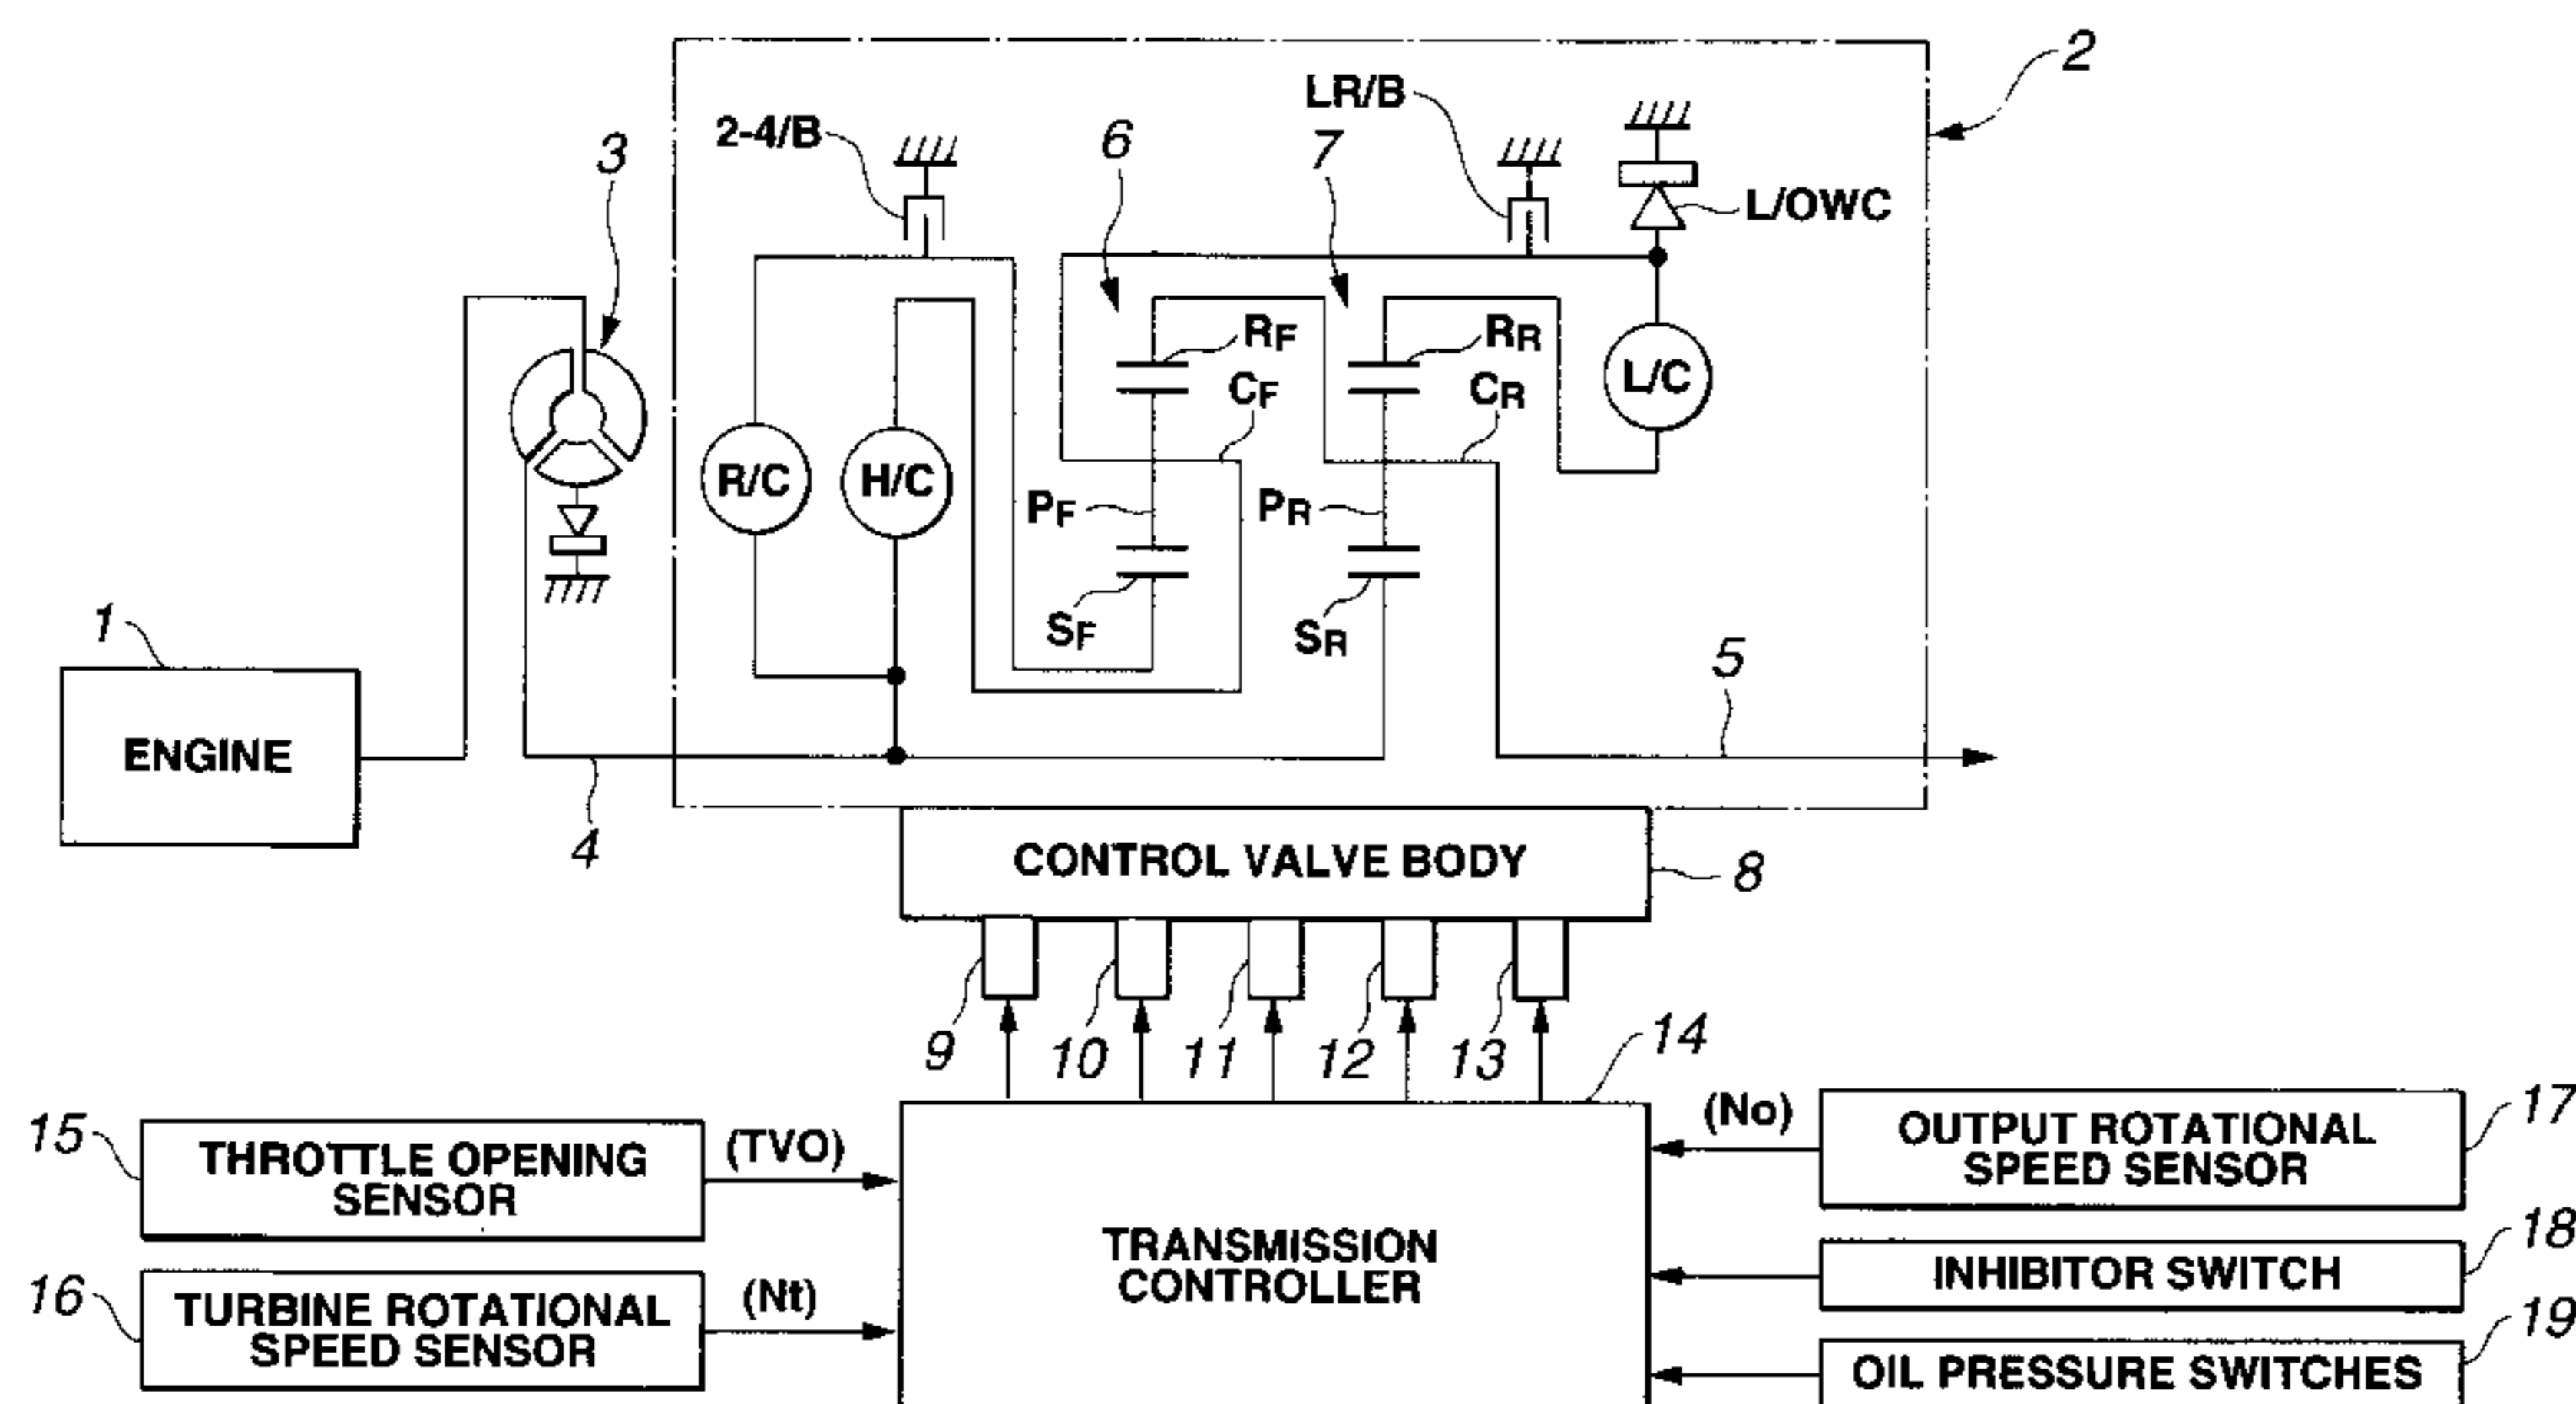 2
LR/B
2-4/B
6
7
3
L/OWC
RF
RR
CF
CR
L/C
R/C
H/C
PF
PR
SF
SR
1
5
ENGINE
4
CONTROL VALVE BODY
8
9
10
11
12
13
14
15
THROTTLE OPENING
SENSOR
(TVO)
(No)
OUTPUT ROTATIONAL
SPEED SENSOR
17
TRANSMISSION
CONTROLLER
INHIBITOR SWITCH
18
16
TURBINE ROTATIONAL
SPEED SENSOR
(Nt)
OIL PRESSURE SWITCHES
19